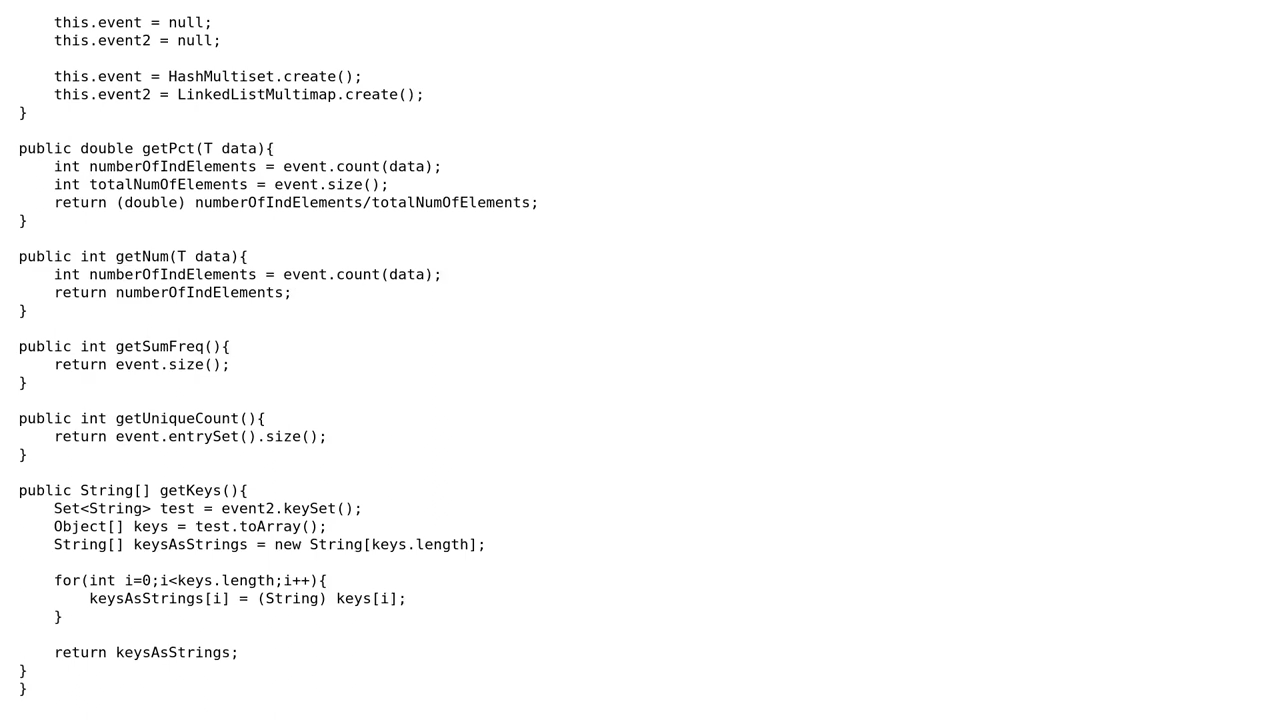 this.event = null;
    this.event2 = null;

    this.event = HashMultiset.create();
    this.event2 = LinkedListMultimap.create();
}

public double getPct(T data){
    int numberOfIndElements = event.count(data);
    int totalNumOfElements = event.size();
    return (double) numberOfIndElements/totalNumOfElements;
}

public int getNum(T data){
    int numberOfIndElements = event.count(data);
    return numberOfIndElements;
}

public int getSumFreq(){
    return event.size();
}

public int getUniqueCount(){
    return event.entrySet().size();
}

public String[] getKeys(){
    Set<String> test = event2.keySet();
    Object[] keys = test.toArray();
    String[] keysAsStrings = new String[keys.length];

    for(int i=0;i<keys.length;i++){
        keysAsStrings[i] = (String) keys[i];
    }

    return keysAsStrings;
}
}